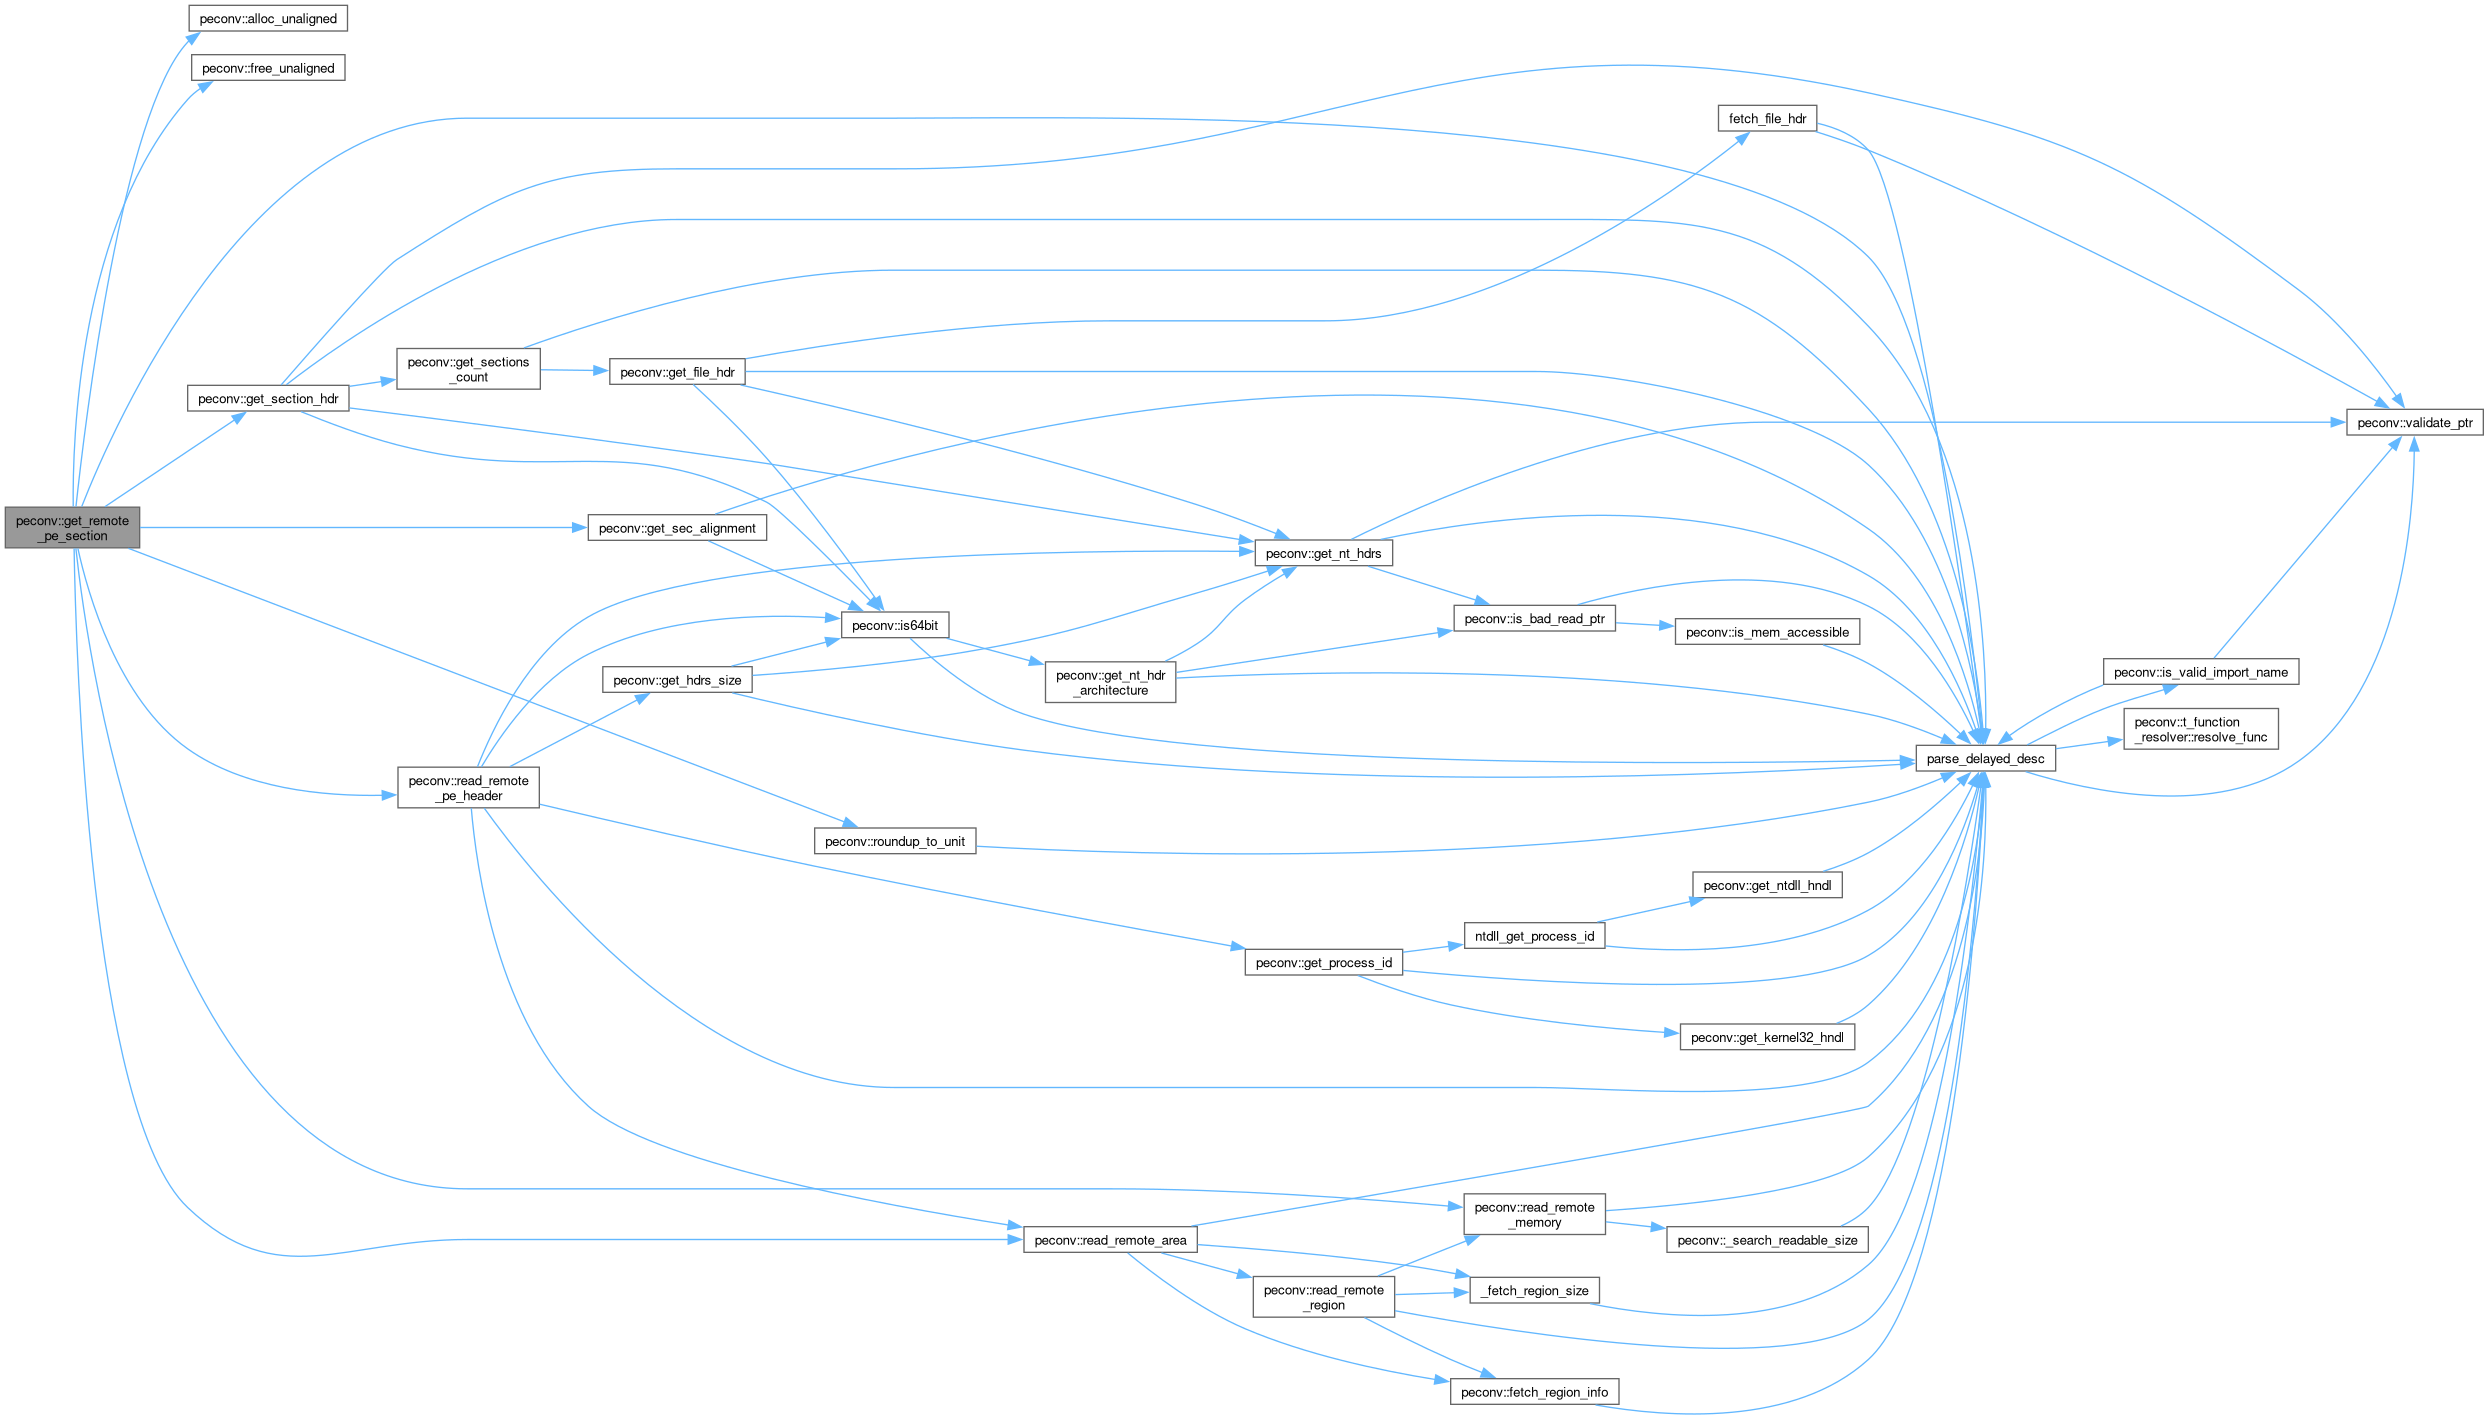 peconv::alloc_unaligned
peconv::free_unaligned
fetch_file_hdr
peconv::get_sections
_count
peconv::get_file_hdr
peconv::get_section_hdr
peconv::validate_ptr
peconv::get_remote
_pe_section
peconv::get_sec_alignment
peconv::get_nt_hdrs
peconv::is64bit
peconv::is_bad_read_ptr
peconv::is_mem_accessible
peconv::get_hdrs_size
peconv::get_nt_hdr
_architecture
peconv::is_valid_import_name
peconv::t_function
_resolver::resolve_func
parse_delayed_desc
peconv::read_remote
_pe_header
peconv::roundup_to_unit
peconv::get_ntdll_hndl
ntdll_get_process_id
peconv::get_process_id
peconv::get_kernel32_hndl
peconv::read_remote
_memory
peconv::read_remote_area
peconv::_search_readable_size
peconv::read_remote
_region
_fetch_region_size
peconv::fetch_region_info